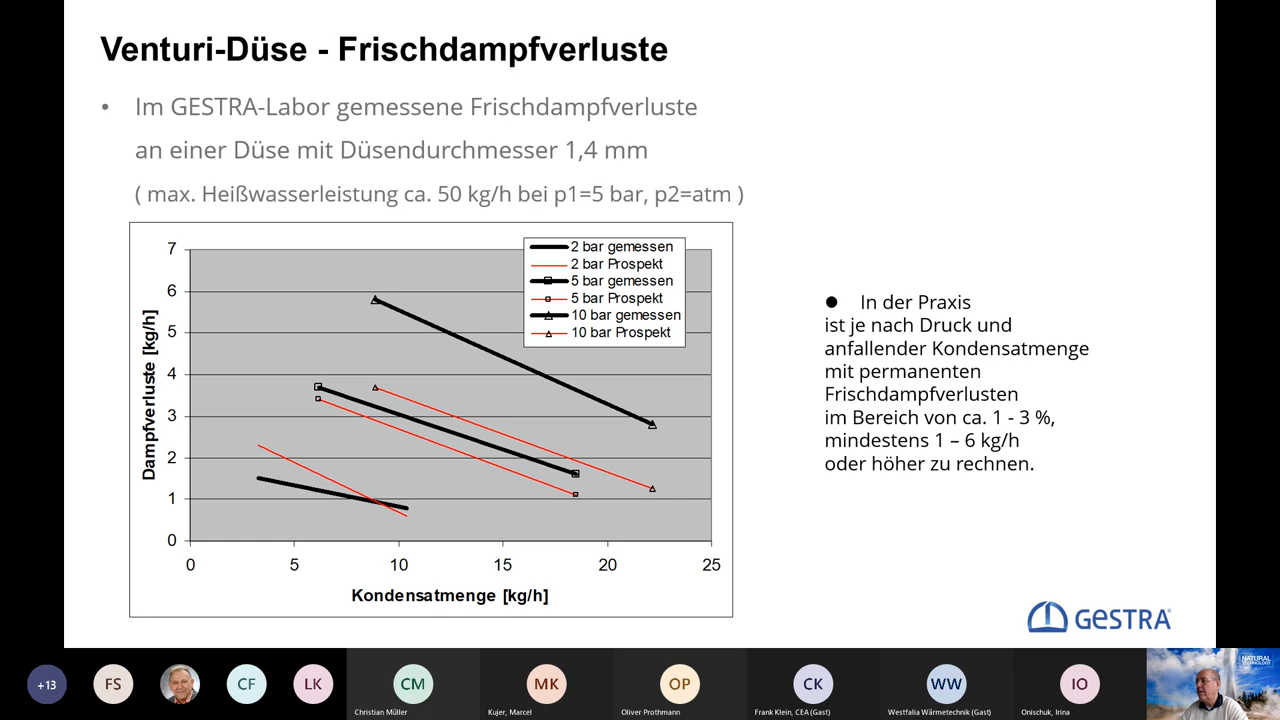 Venturi-Düse - Frischdampfverluste
• Im GESTRA-Labor gemessene Frischdampfverluste
an einer Düse mit Düsendurchmesser 1,4 mm
( max. Heißwasserleistung ca. 50 kg/h bei p1=5 bar, p2=atm )
7
6
5
4
3
2
1
0
Dampfverluste [kg/h]
2 bar gemessen
2 bar Prospekt
5 bar gemessen
5 bar Prospekt
10 bar gemessen
10 bar Prospekt
0 5 10 15 20 25
Kondensatmenge [kg/h]
● In der Praxis
ist je nach Druck und
anfallender Kondensatmenge
mit permanenten
Frischdampfverlusten
im Bereich von ca. 1 - 3 %,
mindestens 1 – 6 kg/h
oder höher zu rechnen.
GESTRA
+13 FS CF LK CM MK OP CK WW IO
Christian Müller Kujer, Marcel Oliver Prothmann Frank Klein, CEA (Gast) Westfalia Wärmetechnik (Gast) Onischuk, Irina
NATURAL
TECHNOLOGY